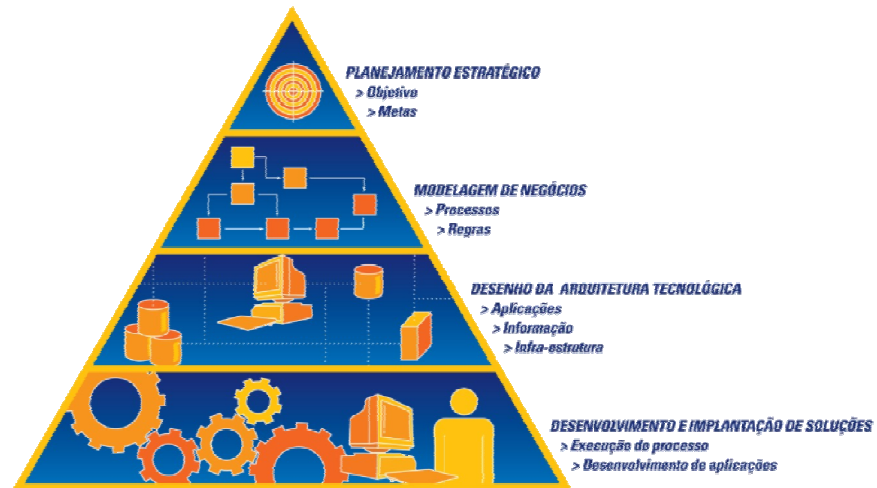 PLANEJAMENTO ESTRATÉGICO
> Objetivo
> Metas
MODELAGEM DE NEGÓCIOS
> Processos
> Regras
DESENHO DA ARQUITETURA TECNOLÓGICA
> Aplicações
> Informação
> Infra-estrutura
DESENVOLVIMENTO E IMPLANTAÇÃO DE SOLUÇÕES
> Execução do processo
> Desenvolvimento de aplicações